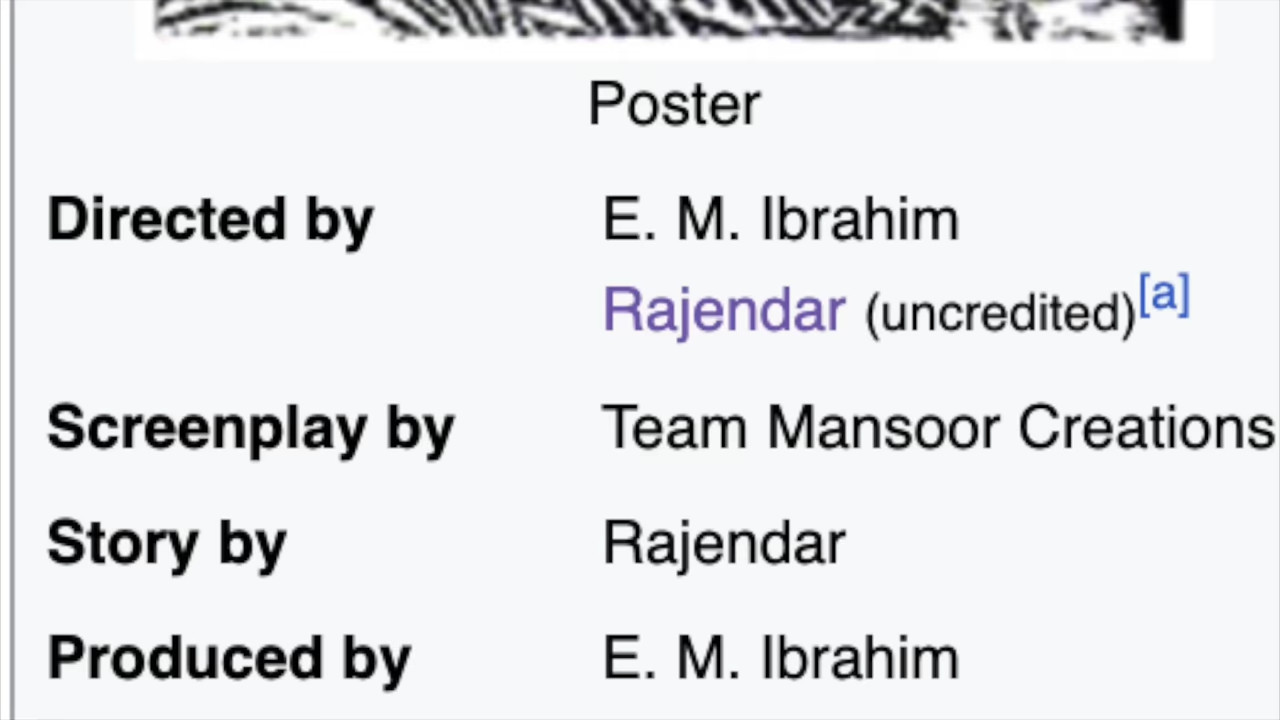 Poster
Directed by E. M. Ibrahim
Rajendar (uncredited)[a]
Screenplay by Team Mansoor Creations
Story by Rajendar
Produced by E. M. Ibrahim